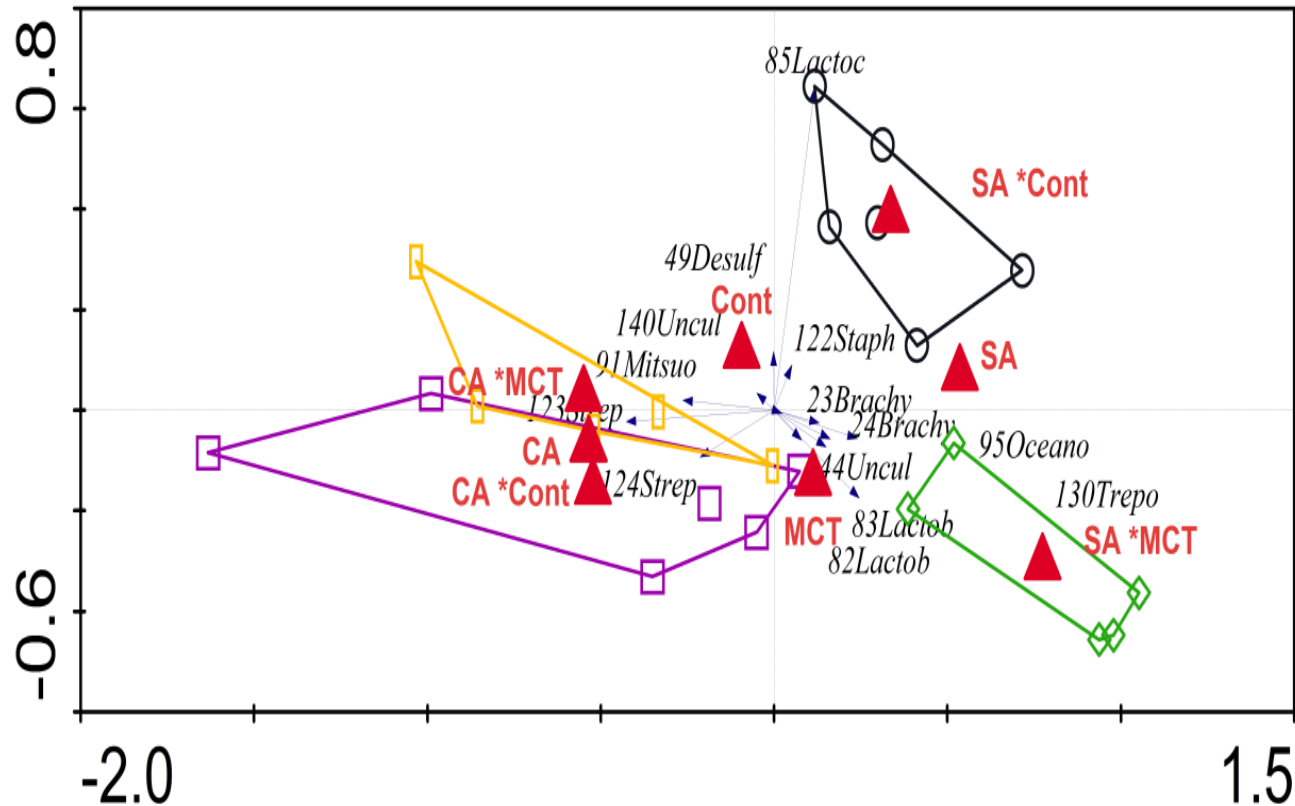 0.8
85Lactoc
SA *Cont
49Desulf
Cont
140Uncul
122Staph
SA
91Mitsuo
CA *MCT
23Brachy
123Strep
24Brachy
95Oceano
CA
44Uncul
124Strep
CA *Cont
130Trepo
83Lactob
MCT
SA *MCT
82Lactob
-0.6
-2.0
1.5